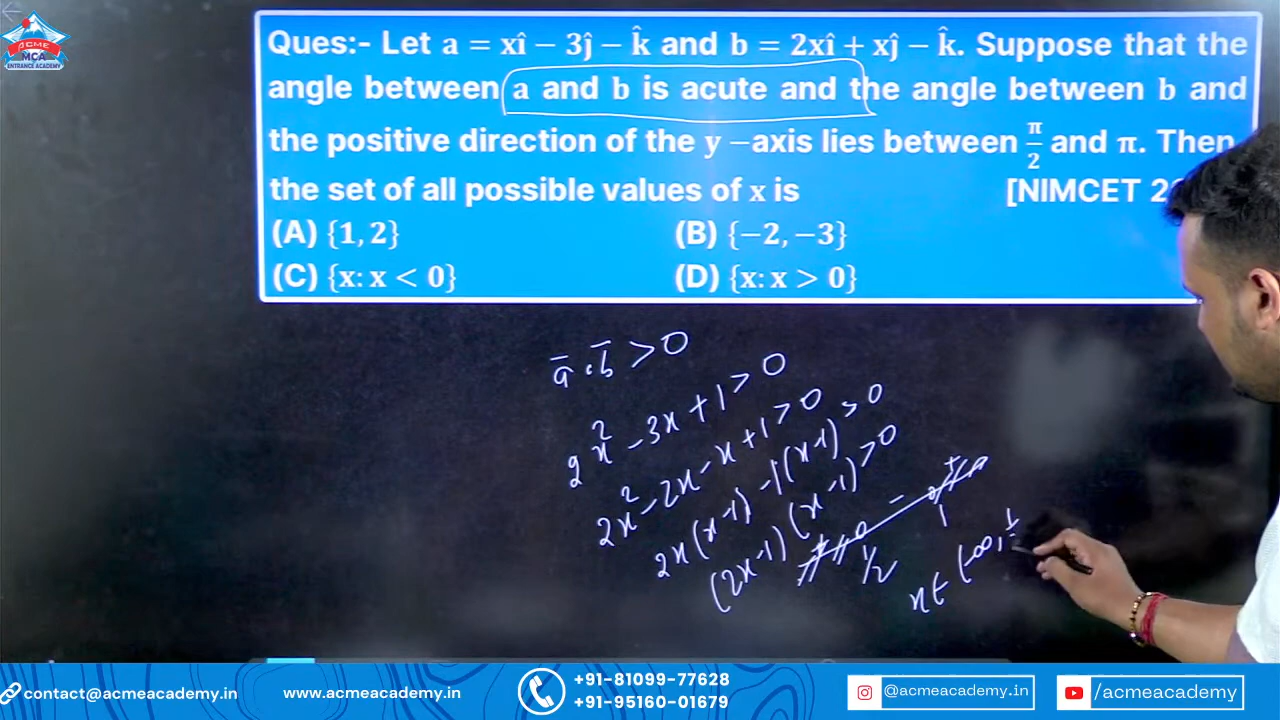 ACME
MCA
ENTRANCE ACADEMY
Ques:- Let a = xî − 3ĵ − k̂ and b = 2xî + xĵ − k̂. Suppose that the
angle between a and b is acute and the angle between b and
the positive direction of the y −axis lies between π/2 and π. Then
the set of all possible values of x is [NIMCET 2
(A) {1, 2} (B) {−2, −3}
(C) {x: x < 0} (D) {x: x > 0}
a̅ . b̅ > 0
2x² − 3x + 1 > 0
2x² − 2x − x + 1 > 0
2x(x−1) −1(x−1) > 0
(2x−1)(x−1) > 0
+ − +
1/2 1
x ∈ (−∞, 1
contact@acmeacademy.in
www.acmeacademy.in
+91-81099-77628
+91-95160-01679
@acmeacademy.in
/acmeacademy